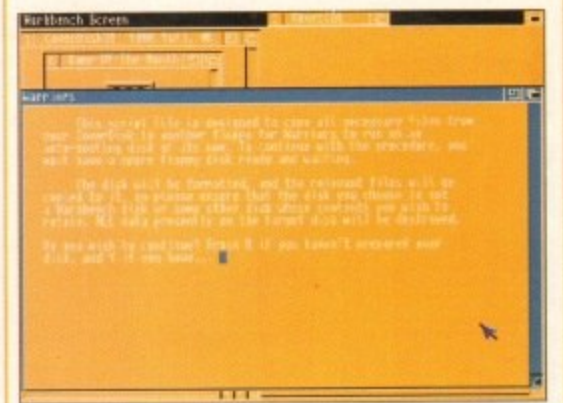 Workbench Screen
Warriors
This script file is designed to copy all necessary files from
your CoverDisk to another floppy for Warriors to run on an
auto-booting disk of its own. To continue with the procedure, you
must have a spare floppy disk ready and waiting.
The disk will be formatted, and the relevant files will be
copied to it, so please ensure that the disk you choose is not
a Workbench disk or some other disk whose contents you wish to
retain. All data presently on the target disk will be destroyed.
Do you wish to continue? Press N if you haven't prepared your
disk, and Y if you have...